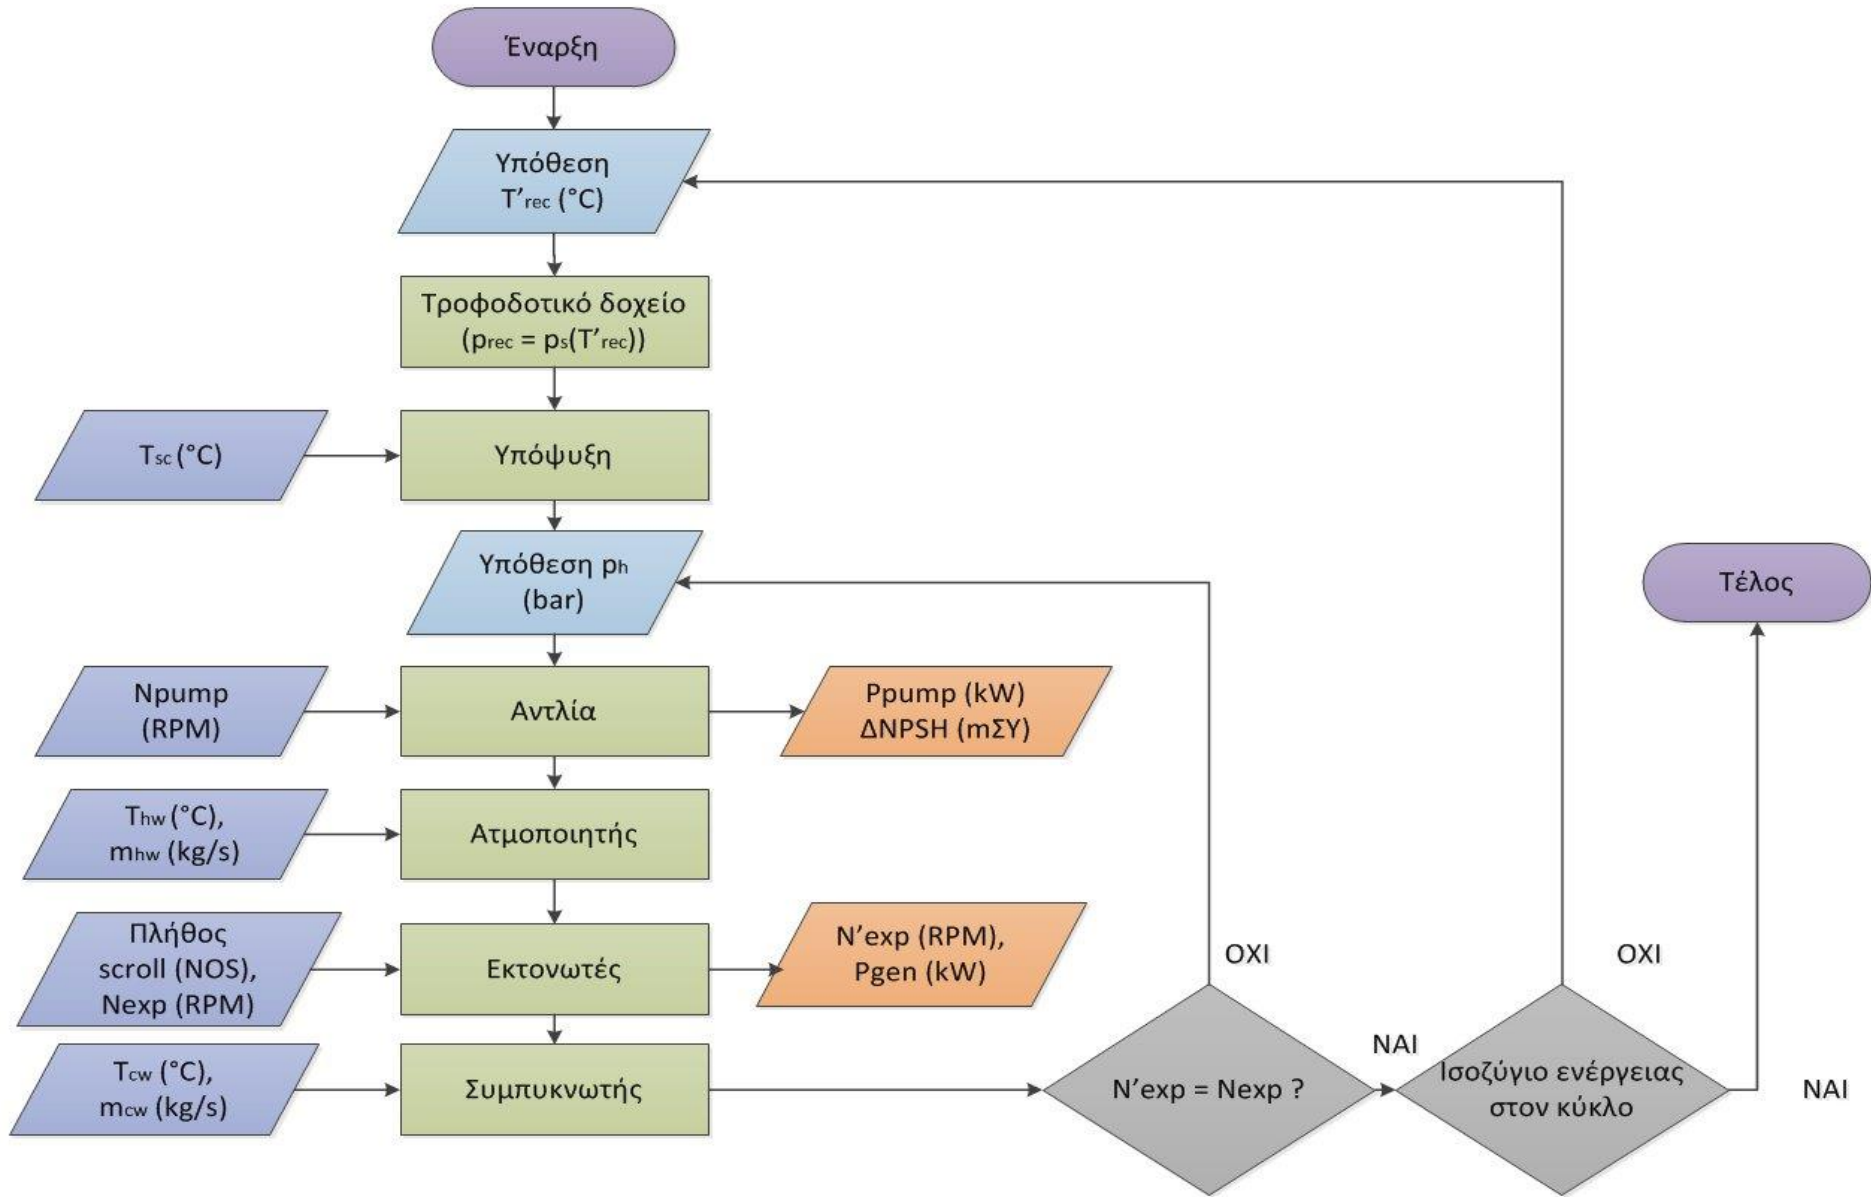 Έναρξη
Υπόθεση
T’rec (°C)
Τροφοδοτικό δοχείο
(prec = ps(T’rec))
Tsc (°C)
Υπόψυξη
Υπόθεση ph
(bar)
Τέλος
Npump
(RPM)
Αντλία
Ppump (kW)
ΔNPSH (mΣΥ)
Thw (°C),
mhw (kg/s)
Ατμοποιητής
Πλήθος
scroll (NOS),
Nexp (RPM)
Εκτονωτές
N’exp (RPM),
Pgen (kW)
ΟΧΙ
ΟΧΙ
Tcw (°C),
mcw (kg/s)
Συμπυκνωτής
N’exp = Nexp ?
ΝΑΙ
Ισοζύγιο ενέργειας
στον κύκλο
ΝΑΙ